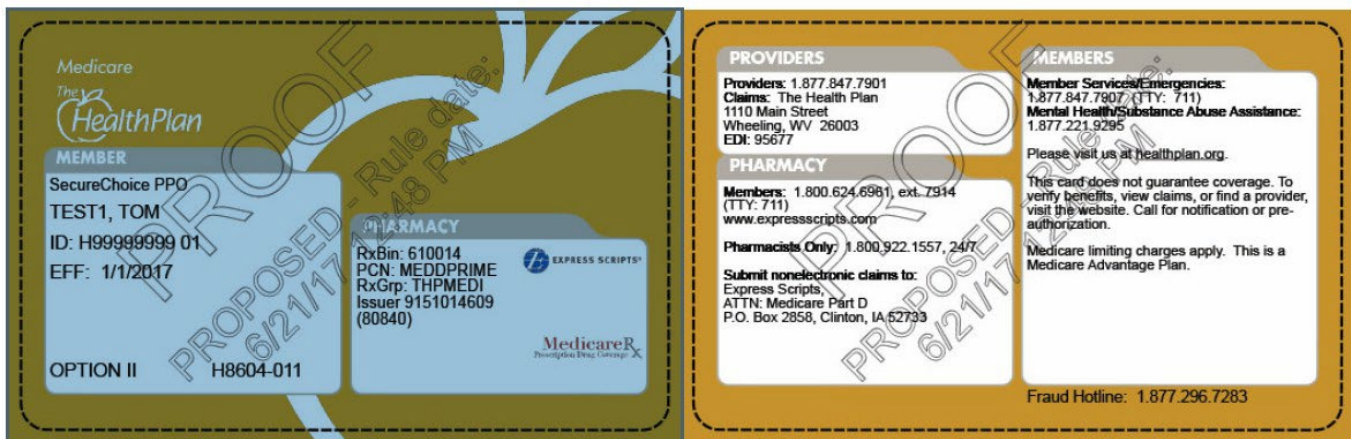 Medicare
The
HealthPlan
MEMBER
SecureChoice PPO
TEST1, TOM
ID: H99999999 01
EFF: 1/1/2017
OPTION II H8604-011
PHARMACY
RxBin: 610014
PCN: MEDDPRIME
RxGrp: THPMEDI
Issuer 9151014609
(80840)
EXPRESS SCRIPTS®
MedicareRx
Prescription Drug Coverage
PROOF
PROPOSED - Rule date:
6/21/17 12:48 PM
PROVIDERS
Providers: 1.877.847.7901
Claims: The Health Plan
1110 Main Street
Wheeling, WV 26003
EDI: 95677
PHARMACY
Members: 1.800.624.6961, ext. 7914
(TTY: 711)
www.expressscripts.com
Pharmacists Only: 1.800.922.1557, 24/7
Submit nonelectronic claims to:
Express Scripts,
ATTN: Medicare Part D
P.O. Box 2858, Clinton, IA 52733
MEMBERS
Member Services/Emergencies:
1.877.847.7907 (TTY: 711)
Mental Health/Substance Abuse Assistance:
1.877.221.9295
Please visit us at healthplan.org.
This card does not guarantee coverage. To
verify benefits, view claims, or find a provider,
visit the website. Call for notification or pre-
authorization.
Medicare limiting charges apply. This is a
Medicare Advantage Plan.
Fraud Hotline: 1.877.296.7283
PROOF
PROPOSED - Rule date:
6/21/17 12:48 PM